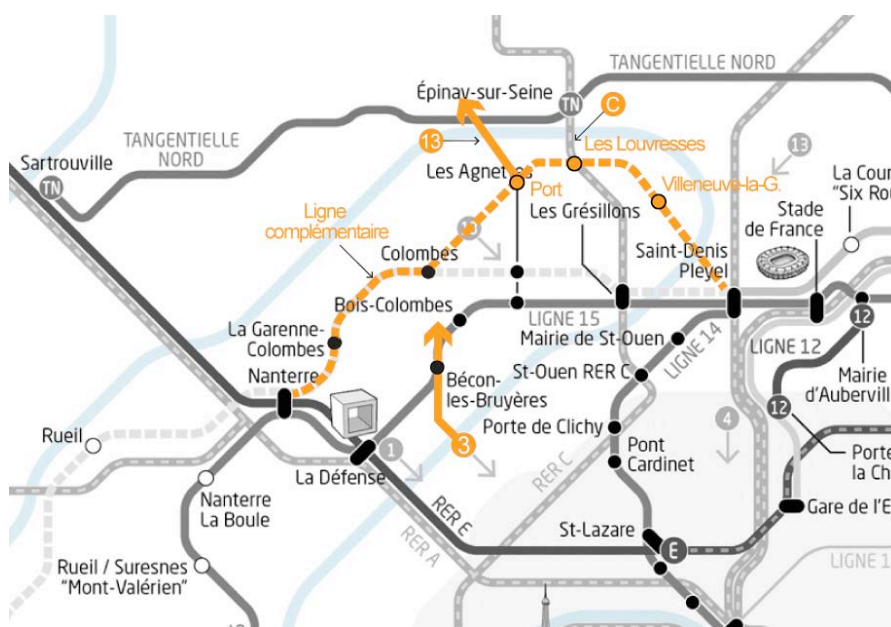 TANGENTIELLE NORD
Épinay-sur-Seine
TN
C
13
TANGENTIELLE
NORD
Sartrouville
TN
Les Louvresses
13
La Cour
"Six Rou
Les Agnettes
Port
Villeneuve-la-G.
Ligne
complémentaire
Les Grésillons
Stade
de France
Colombes
Saint-Denis
Pleyel
Bois-Colombes
LIGNE 15
La Garenne-
Colombes
Mairie de St-Ouen
LIGNE 14
LIGNE 12
12
Nanterre
Bécon-
les-Bruyères
St-Ouen RER C
Mairie
d'Aubervil
Rueil
Porte de Clichy
4
12
3
1
Porte
la Ch
La Défense
Pont
Cardinet
RER C
Nanterre
La Boule
RER E
Gare de l'E
RER A
St-Lazare
E
Rueil / Suresnes
"Mont-Valérien"
LIGNE 1